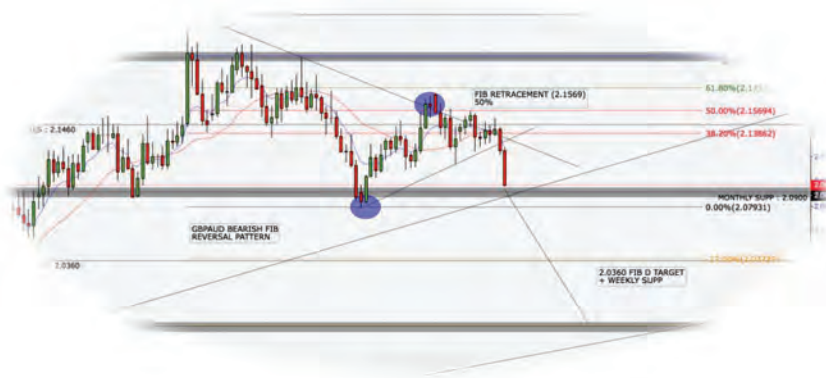 61.80%(2.17
FIB RETRACEMENT (2.1569)
50%
50.00%(2.15694)
: 2.1460
38.20%(2.13862)
MONTHLY SUPP : 2.0900
0.00%(2.07931)
GBPAUD BEARISH FIB
REVERSAL PATTERN
2.0360
2.0360 FIB D TARGET
+ WEEKLY SUPP